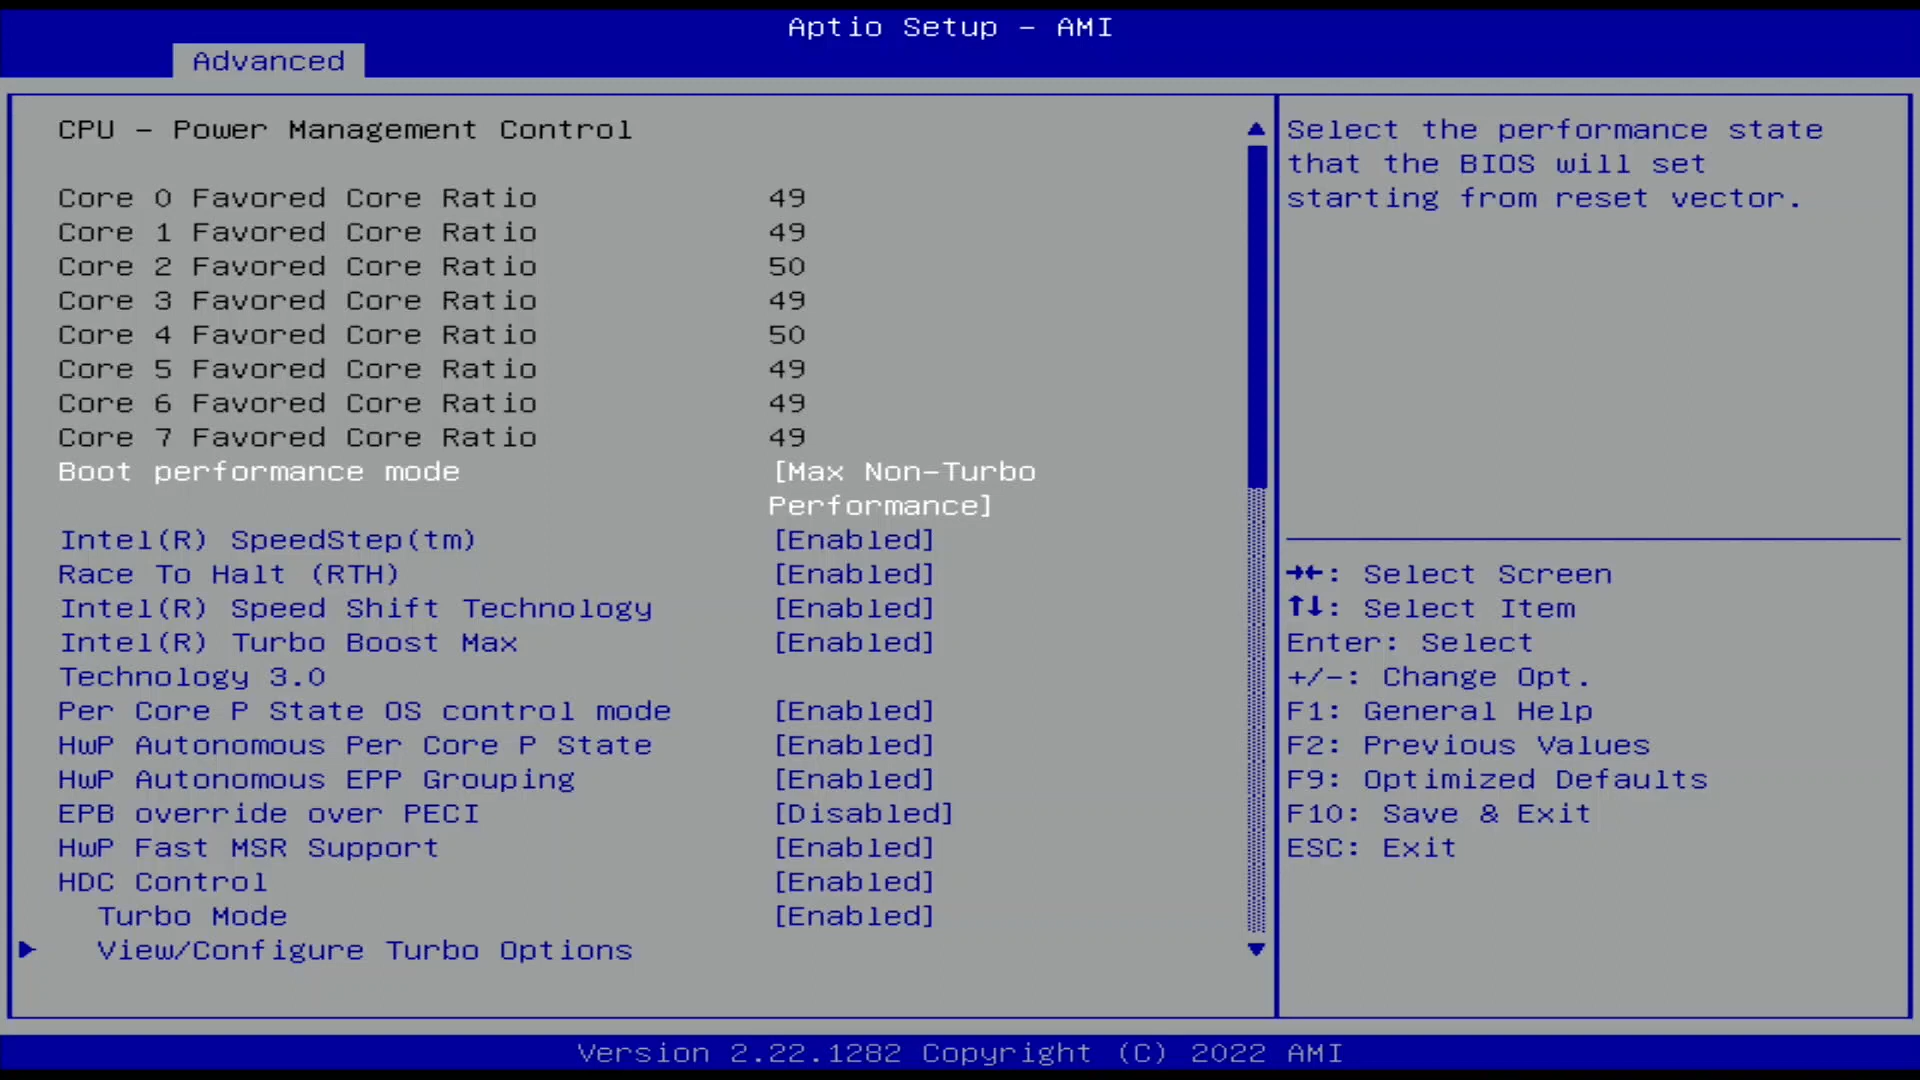 Aptio Setup – AMI
Advanced
CPU – Power Management Control
Core 0 Favored Core Ratio 49
Core 1 Favored Core Ratio 49
Core 2 Favored Core Ratio 50
Core 3 Favored Core Ratio 49
Core 4 Favored Core Ratio 50
Core 5 Favored Core Ratio 49
Core 6 Favored Core Ratio 49
Core 7 Favored Core Ratio 49
Boot performance mode [Max Non-Turbo
Performance]
Intel(R) SpeedStep(tm) [Enabled]
Race To Halt (RTH) [Enabled]
Intel(R) Speed Shift Technology [Enabled]
Intel(R) Turbo Boost Max [Enabled]
Technology 3.0
Per Core P State OS control mode [Enabled]
HwP Autonomous Per Core P State [Enabled]
HwP Autonomous EPP Grouping [Enabled]
EPB override over PECI [Disabled]
HwP Fast MSR Support [Enabled]
HDC Control [Enabled]
Turbo Mode [Enabled]
View/Configure Turbo Options
Select the performance state
that the BIOS will set
starting from reset vector.
→←: Select Screen
↑↓: Select Item
Enter: Select
+/-: Change Opt.
F1: General Help
F2: Previous Values
F9: Optimized Defaults
F10: Save & Exit
ESC: Exit
Version 2.22.1282 Copyright (C) 2022 AMI